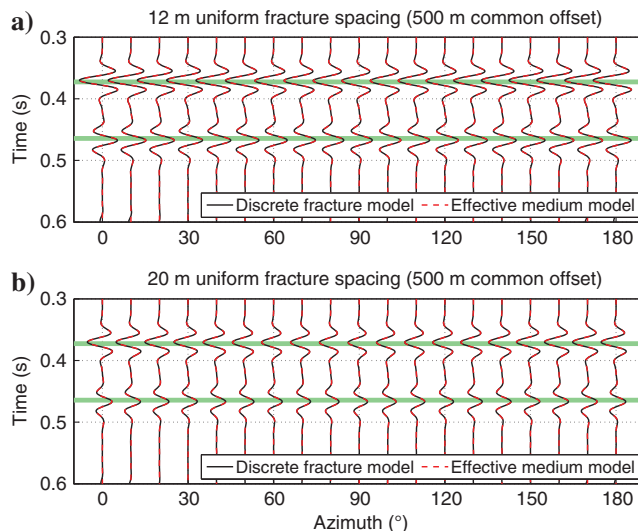 a) 12 m uniform fracture spacing (500 m common offset)
0.3
0.4
0.5
0.6
Time (s)
Discrete fracture model Effective medium model
0 30 60 90 120 150 180
b) 20 m uniform fracture spacing (500 m common offset)
0.3
0.4
0.5
0.6
Time (s)
Discrete fracture model Effective medium model
0 30 60 90 120 150 180
Azimuth (°)